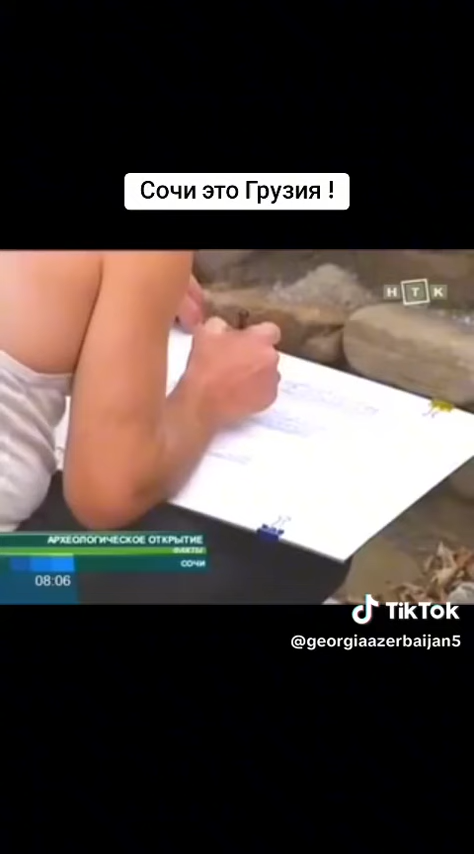 Сочи это Грузия !
НТК
АРХЕОЛОГИЧЕСКОЕ ОТКРЫТИЕ
ФАКТЫ
СОЧИ
08:06
TikTok
@georgiaazerbaijan5